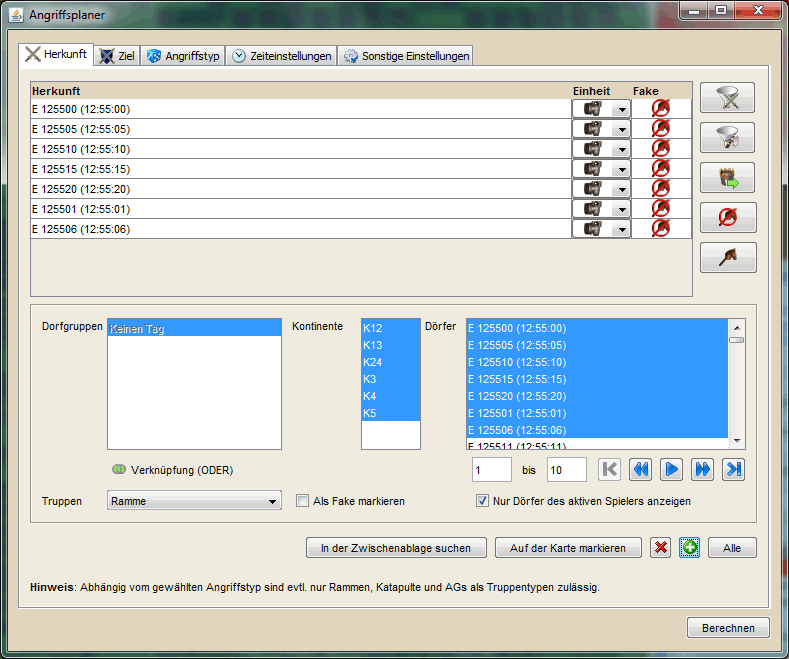 Angriffsplaner
Herkunft Ziel Angriffstyp Zeiteinstellungen Sonstige Einstellungen
Herkunft Einheit Fake
E 125500 (12:55:00)
E 125505 (12:55:05)
E 125510 (12:55:10)
E 125515 (12:55:15)
E 125520 (12:55:20)
E 125501 (12:55:01)
E 125506 (12:55:06)
Dorfgruppen
Keinen Tag
Kontinente
K12
K13
K24
K3
K4
K5
Dörfer
E 125500 (12:55:00)
E 125505 (12:55:05)
E 125510 (12:55:10)
E 125515 (12:55:15)
E 125520 (12:55:20)
E 125501 (12:55:01)
E 125506 (12:55:06)
E 125511 (12:55:11)
Verknüpfung (ODER)
1 bis 10
Truppen Ramme Als Fake markieren Nur Dörfer des aktiven Spielers anzeigen
In der Zwischenablage suchen Auf der Karte markieren Alle
Hinweis: Abhängig vom gewählten Angriffstyp sind evtl. nur Rammen, Katapulte und AGs als Truppentypen zulässig.
Berechnen